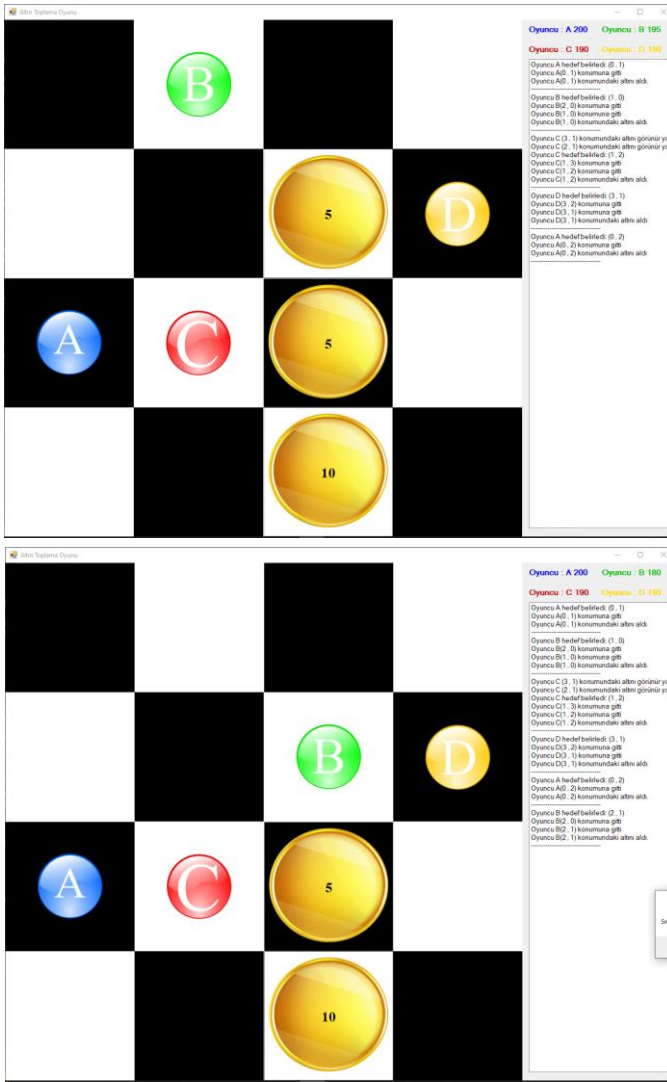 Altın Toplama Oyunu
Oyuncu : A 200 Oyuncu : B 195
Oyuncu : C 190 Oyuncu : D 180
B
5
D
A
C
5
10
Oyuncu A hedef belirledi: (0 , 1)
Oyuncu A(0 , 1) konumuna gitti
Oyuncu A(0 , 1) konumundaki altını aldı.
------------------------------
Oyuncu B hedef belirledi: (1 , 0)
Oyuncu B(2 , 0) konumuna gitti
Oyuncu B(1 , 0) konumuna gitti
Oyuncu B(1 , 0) konumundaki altını aldı.
------------------------------
Oyuncu C (3 , 1) konumundaki altını görünür ya
Oyuncu C (2 , 1) konumundaki altını görünür ya
Oyuncu C hedef belirledi: (1 , 2)
Oyuncu C(1 , 3) konumuna gitti
Oyuncu C(1 , 2) konumuna gitti
Oyuncu C(1 , 2) konumundaki altını aldı.
------------------------------
Oyuncu D hedef belirledi: (3 , 1)
Oyuncu D(3 , 2) konumuna gitti
Oyuncu D(3 , 1) konumuna gitti
Oyuncu D(3 , 1) konumundaki altını aldı.
------------------------------
Oyuncu A hedef belirledi: (0 , 2)
Oyuncu A(0 , 2) konumuna gitti
Oyuncu A(0 , 2) konumundaki altını aldı.
------------------------------
Altın Toplama Oyunu
Oyuncu : A 200 Oyuncu : B 180
Oyuncu : C 190 Oyuncu : D 180
B
D
A
C
5
10
Oyuncu A hedef belirledi: (0 , 1)
Oyuncu A(0 , 1) konumuna gitti
Oyuncu A(0 , 1) konumundaki altını aldı.
------------------------------
Oyuncu B hedef belirledi: (1 , 0)
Oyuncu B(2 , 0) konumuna gitti
Oyuncu B(1 , 0) konumuna gitti
Oyuncu B(1 , 0) konumundaki altını aldı.
------------------------------
Oyuncu C (3 , 1) konumundaki altını görünür ya
Oyuncu C (2 , 1) konumundaki altını görünür ya
Oyuncu C hedef belirledi: (1 , 2)
Oyuncu C(1 , 3) konumuna gitti
Oyuncu C(1 , 2) konumuna gitti
Oyuncu C(1 , 2) konumundaki altını aldı.
------------------------------
Oyuncu D hedef belirledi: (3 , 1)
Oyuncu D(3 , 2) konumuna gitti
Oyuncu D(3 , 1) konumuna gitti
Oyuncu D(3 , 1) konumundaki altını aldı.
------------------------------
Oyuncu A hedef belirledi: (0 , 2)
Oyuncu A(0 , 2) konumuna gitti
Oyuncu A(0 , 2) konumundaki altını aldı.
------------------------------
Oyuncu B hedef belirledi: (2 , 1)
Oyuncu B(2 , 0) konumuna gitti
Oyuncu B(2 , 1) konumuna gitti
Oyuncu B(2 , 1) konumundaki altını aldı.
------------------------------